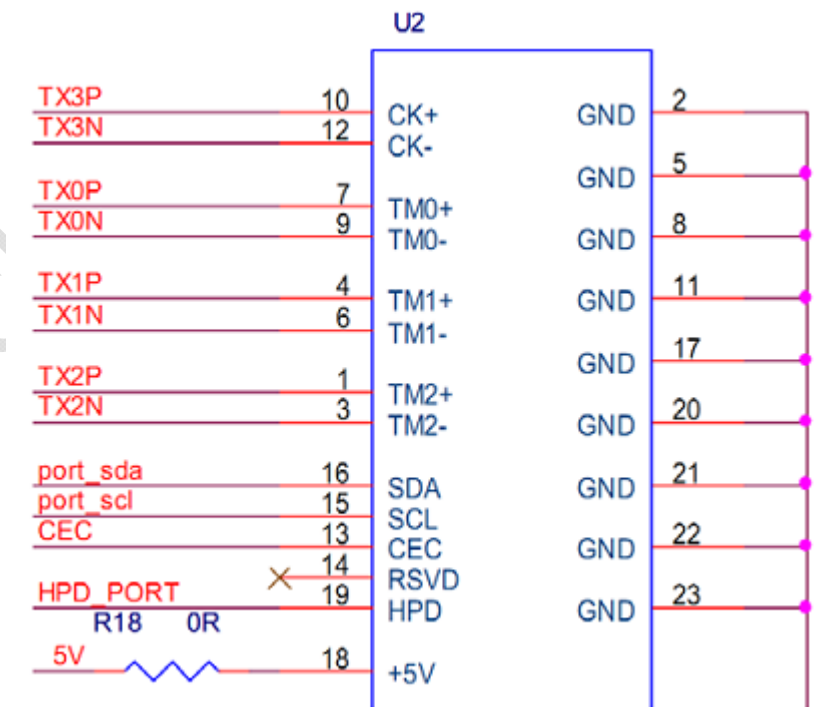 U2
TX3P 10 CK+ GND 2
TX3N 12 CK-
GND 5
TX0P 7 TM0+
TX0N 9 TM0- GND 8
TX1P 4 TM1+ GND 11
TX1N 6 TM1-
GND 17
TX2P 1 TM2+
TX2N 3 TM2- GND 20
port_sda 16 SDA GND 21
port_scl 15 SCL
CEC 13 CEC GND 22
14 RSVD
HPD_PORT 19 HPD GND 23
R18 0R
5V 18 +5V